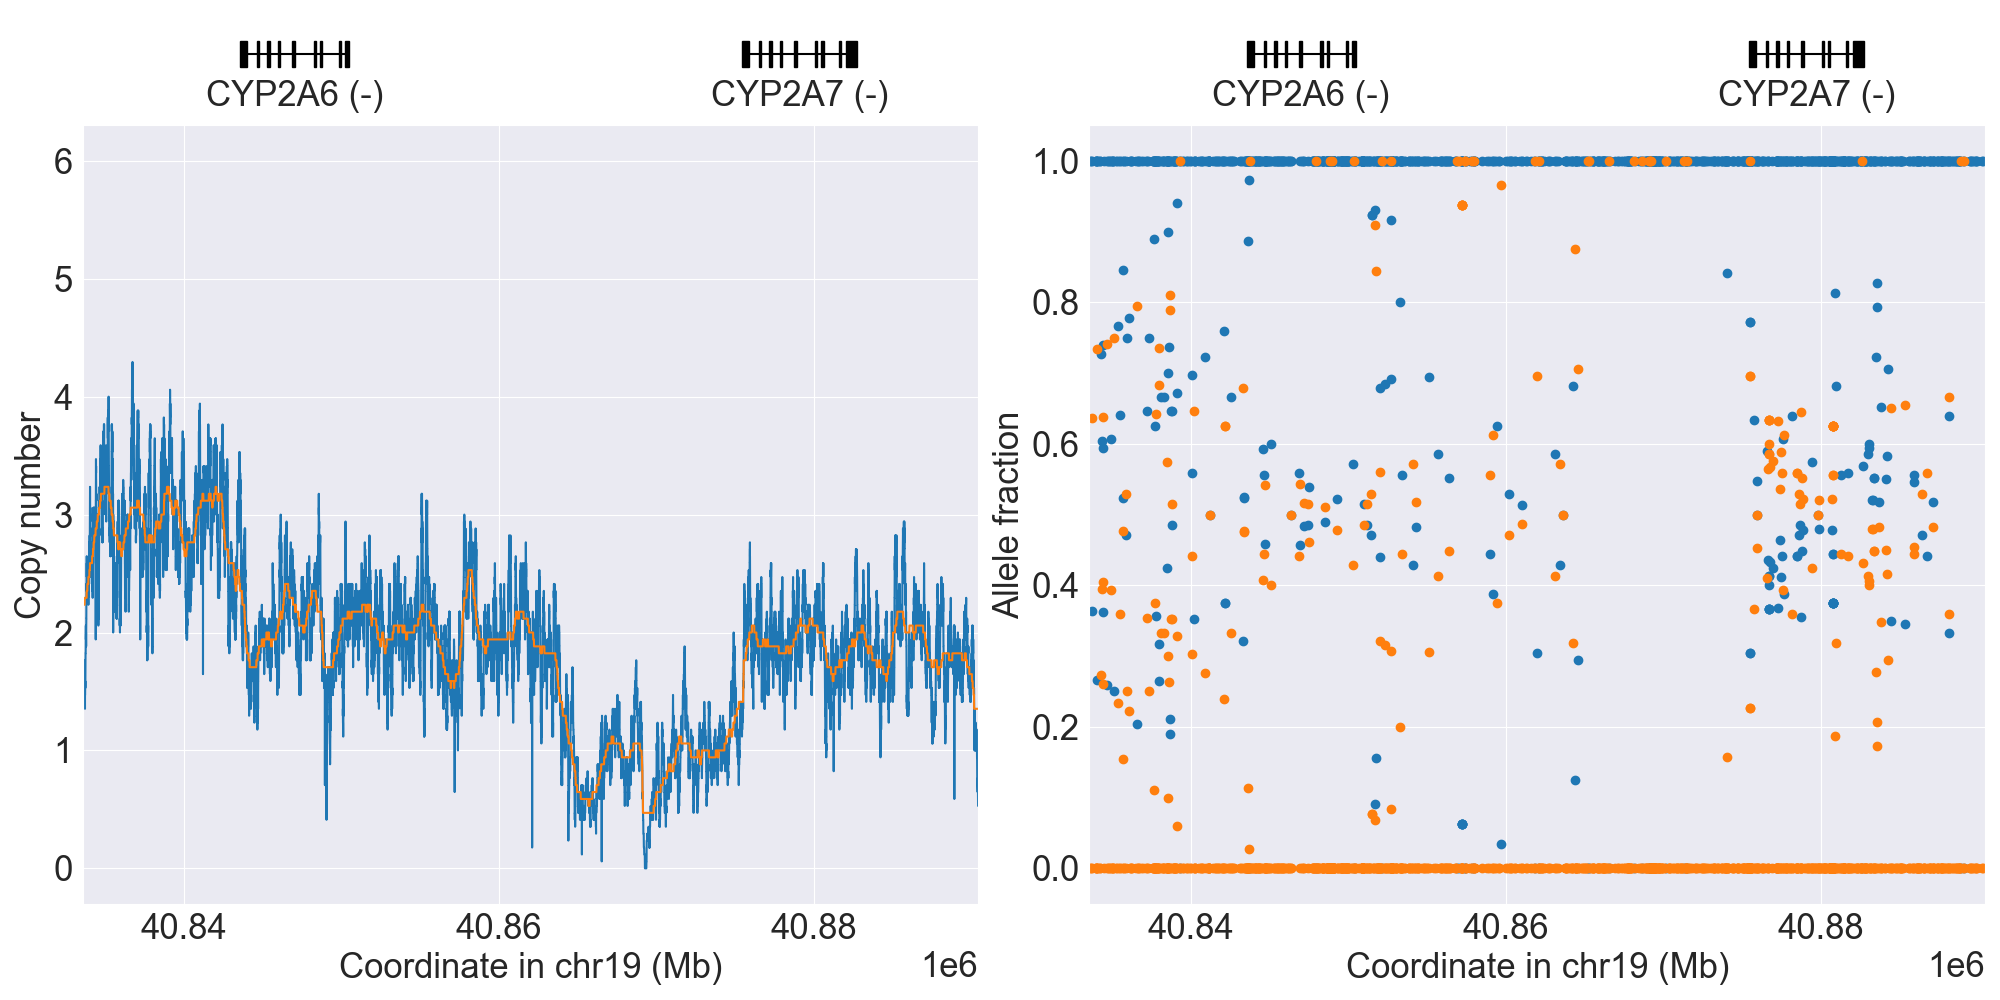 CYP2A6 (-)
CYP2A7 (-)
CYP2A6 (-)
CYP2A7 (-)
Copy number
6
5
4
3
2
1
0
40.84
40.86
40.88
Coordinate in chr19 (Mb)
1e6
Allele fraction
1.0
0.8
0.6
0.4
0.2
0.0
40.84
40.86
40.88
Coordinate in chr19 (Mb)
1e6